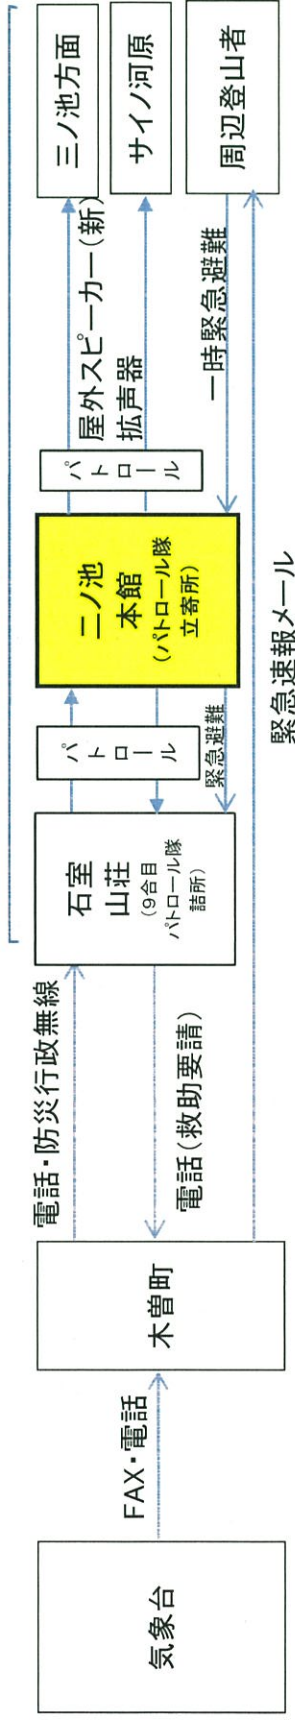 気象台
FAX・電話
木曽町
電話・防災行政無線
電話(救助要請)
石室
山荘
(9合目
パトロール隊
詰所)
パトロール
緊急避難
二ノ池
本館
(パトロール隊
立寄所)
パトロール
屋外スピーカー(新)
拡声器
一時緊急避難
緊急速報メール
三ノ池方面
サイノ河原
周辺登山者